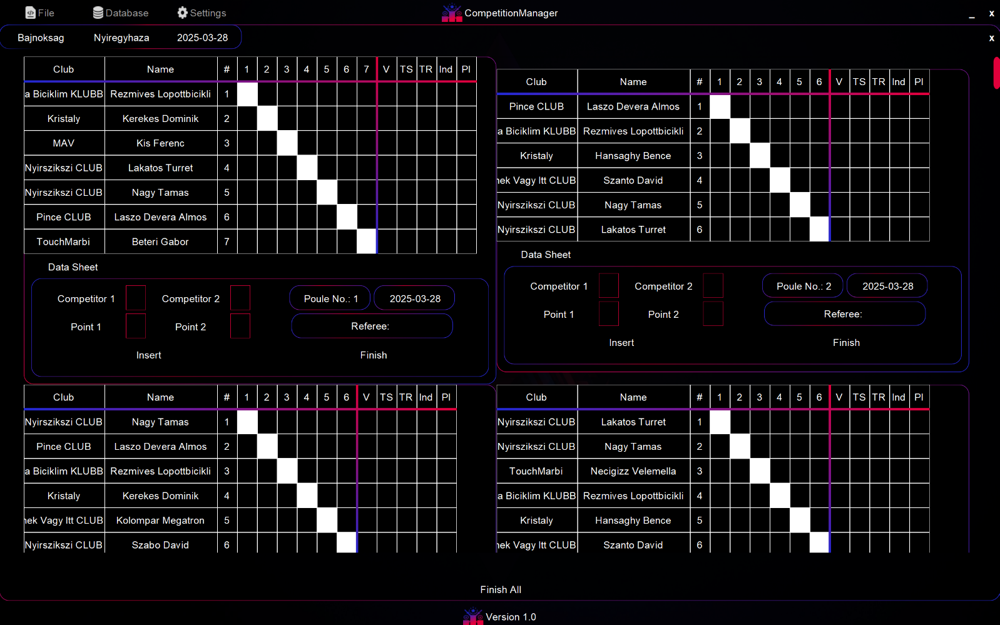 File Database Settings CompetitionManager _ x
Bajnoksag Nyiregyhaza 2025-03-28 x
Club Name # 1 2 3 4 5 6 7 V TS TR Ind Pl
a Biciklim KLUBB Rezmives Lopottbicikli 1
Kristaly Kerekes Dominik 2
MAV Kis Ferenc 3
Nyirszikszi CLUB Lakatos Turret 4
Nyirszikszi CLUB Nagy Tamas 5
Pince CLUB Laszo Devera Almos 6
TouchMarbi Beteri Gabor 7
Data Sheet
Competitor 1 Competitor 2 Poule No.: 1 2025-03-28
Point 1 Point 2 Referee:
Insert Finish
Club Name # 1 2 3 4 5 6 V TS TR Ind Pl
Pince CLUB Laszo Devera Almos 1
a Biciklim KLUBB Rezmives Lopottbicikli 2
Kristaly Hansaghy Bence 3
nek Vagy Itt CLUB Szanto David 4
Nyirszikszi CLUB Nagy Tamas 5
Nyirszikszi CLUB Lakatos Turret 6
Data Sheet
Competitor 1 Competitor 2 Poule No.: 2 2025-03-28
Point 1 Point 2 Referee:
Insert Finish
Club Name # 1 2 3 4 5 6 V TS TR Ind Pl
Nyirszikszi CLUB Nagy Tamas 1
Pince CLUB Laszo Devera Almos 2
a Biciklim KLUBB Rezmives Lopottbicikli 3
Kristaly Kerekes Dominik 4
nek Vagy Itt CLUB Kolompar Megatron 5
Nyirszikszi CLUB Szabo David 6
Club Name # 1 2 3 4 5 6 V TS TR Ind Pl
Nyirszikszi CLUB Lakatos Turret 1
Nyirszikszi CLUB Nagy Tamas 2
TouchMarbi Necigizz Velemella 3
a Biciklim KLUBB Rezmives Lopottbicikli 4
Kristaly Hansaghy Bence 5
nek Vagy Itt CLUB Szanto David 6
Finish All
Version 1.0